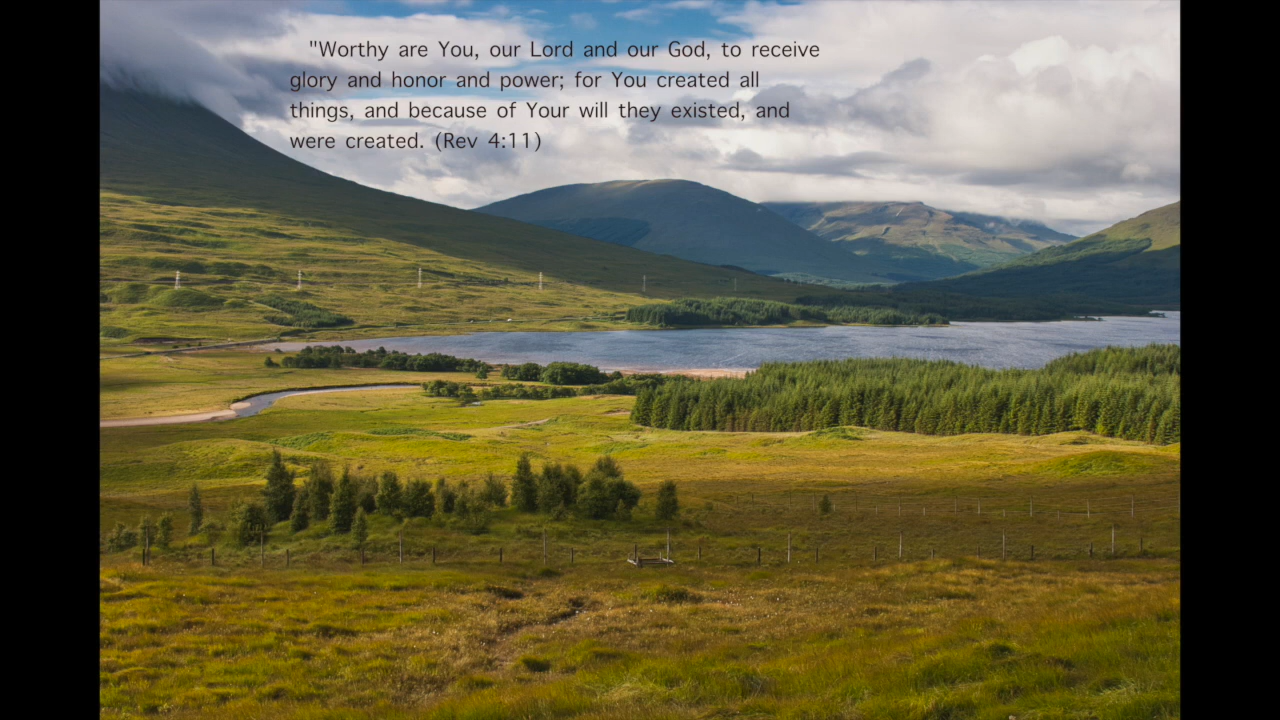 "Worthy are You, our Lord and our God, to receive
glory and honor and power; for You created all
things, and because of Your will they existed, and
were created. (Rev 4:11)